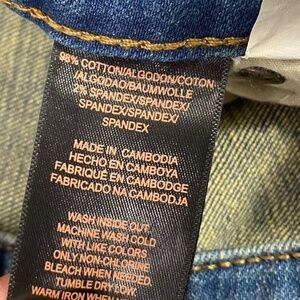 98% COTTON/ALGODON/COTON
/ALGODAO/BAUMWOLLE
2% SPANDEX/SPANDEX/
SPANDEX/SPANDEX/
SPANDEX
MADE IN CAMBODIA
HECHO EN CAMBOYA
FABRIQUÉ EN CAMBODGE
FABRICADO NA CAMBODJA
WASH INSIDE OUT
MACHINE WASH COLD
WITH LIKE COLORS
ONLY NON-CHLORINE
BLEACH WHEN NEEDED
TUMBLE DRY LOW
WARM IRON WHEN